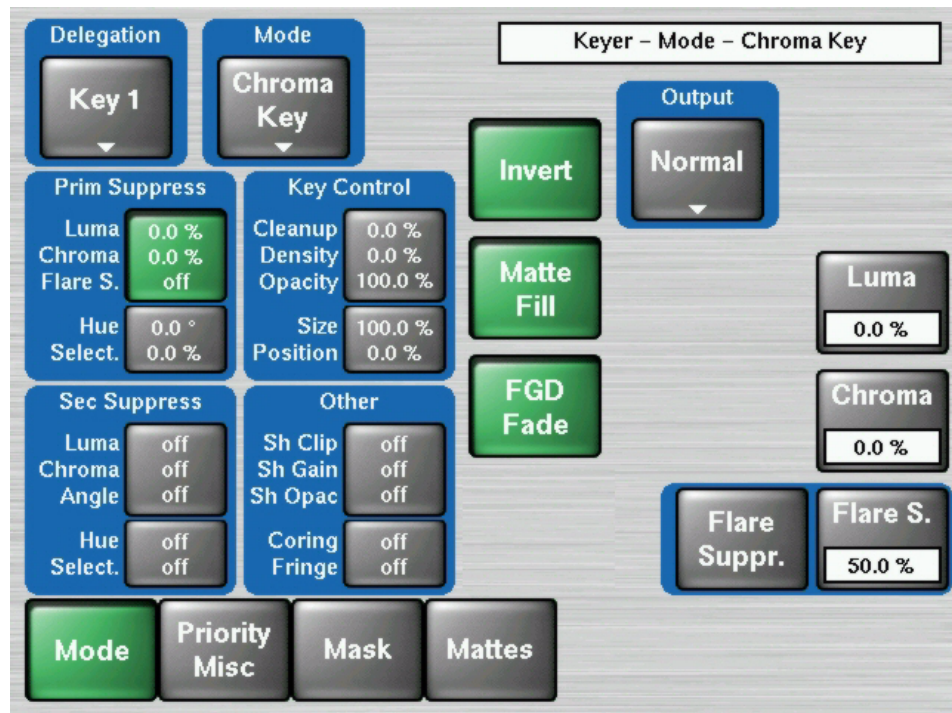 Delegation
Key 1
Mode
Chroma
Key
Keyer – Mode – Chroma Key
Output
Normal
Invert
Matte
Fill
FGD
Fade
Prim Suppress
Luma 0.0 %
Chroma 0.0 %
Flare S. off
Hue 0.0 °
Select. 0.0 %
Key Control
Cleanup 0.0 %
Density 0.0 %
Opacity 100.0 %
Size 100.0 %
Position 0.0 %
Sec Suppress
Luma off
Chroma off
Angle off
Hue off
Select. off
Other
Sh Clip off
Sh Gain off
Sh Opac off
Coring off
Fringe off
Luma
0.0 %
Chroma
0.0 %
Flare
Suppr.
Flare S.
50.0 %
Mode
Priority
Misc
Mask
Mattes